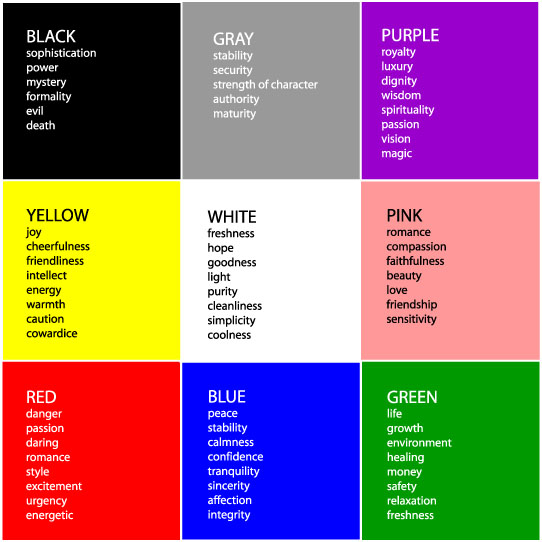 BLACK
sophistication
power
mystery
formality
evil
death
GRAY
stability
security
strength of character
authority
maturity
PURPLE
royalty
luxury
dignity
wisdom
spirituality
passion
vision
magic
YELLOW
joy
cheerfulness
friendliness
intellect
energy
warmth
caution
cowardice
WHITE
freshness
hope
goodness
light
purity
cleanliness
simplicity
coolness
PINK
romance
compassion
faithfulness
beauty
love
friendship
sensitivity
RED
danger
passion
daring
romance
style
excitement
urgency
energetic
BLUE
peace
stability
calmness
confidence
tranquility
sincerity
affection
integrity
GREEN
life
growth
environment
healing
money
safety
relaxation
freshness